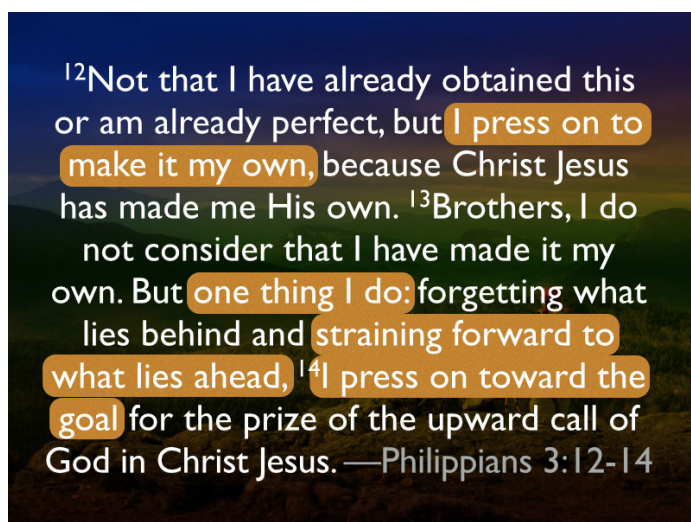 ¹²Not that I have already obtained this
or am already perfect, but I press on to
make it my own, because Christ Jesus
has made me His own. ¹³Brothers, I do
not consider that I have made it my
own. But one thing I do: forgetting what
lies behind and straining forward to
what lies ahead, ¹⁴I press on toward the
goal for the prize of the upward call of
God in Christ Jesus. —Philippians 3:12-14